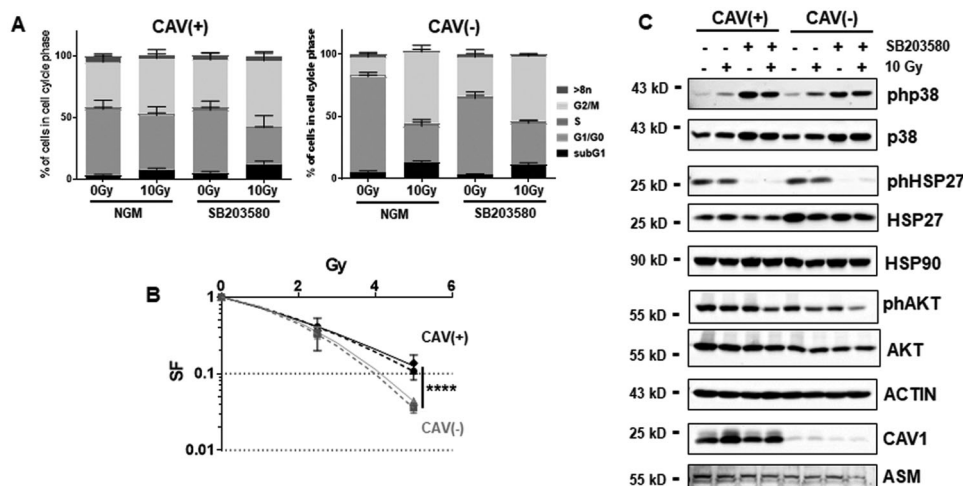 A
CAV(+)
CAV(-)
% of cells in cell cylcle phase
100
50
0
0Gy 10Gy 0Gy 10Gy
NGM SB203580
% of cells in cell cylcle phase
100
50
0
0Gy 10Gy 0Gy 10Gy
NGM SB203580
>8n
G2/M
S
G1/G0
subG1
B
Gy
0 2 4 6
SF
1
0.1
0.01
CAV(+)
****
CAV(-)
C
CAV(+) CAV(-)
- - + + - - + + SB203580
- + - + - + - + 10 Gy
43 kD php38
43 kD p38
25 kD phHSP27
25 kD HSP27
90 kD HSP90
55 kD phAKT
55 kD AKT
43 kD ACTIN
25 kD CAV1
55 kD ASM